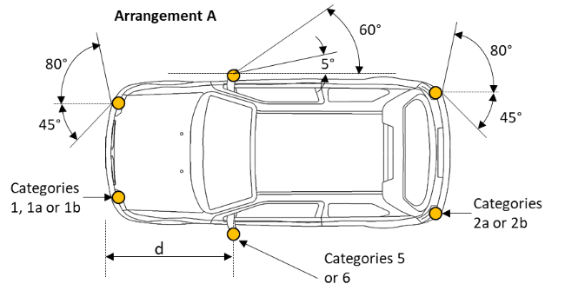 Arrangement A
60°
80°
5°
80°
45°
45°
Categories
1, 1a or 1b
Categories
2a or 2b
d
Categories 5
or 6